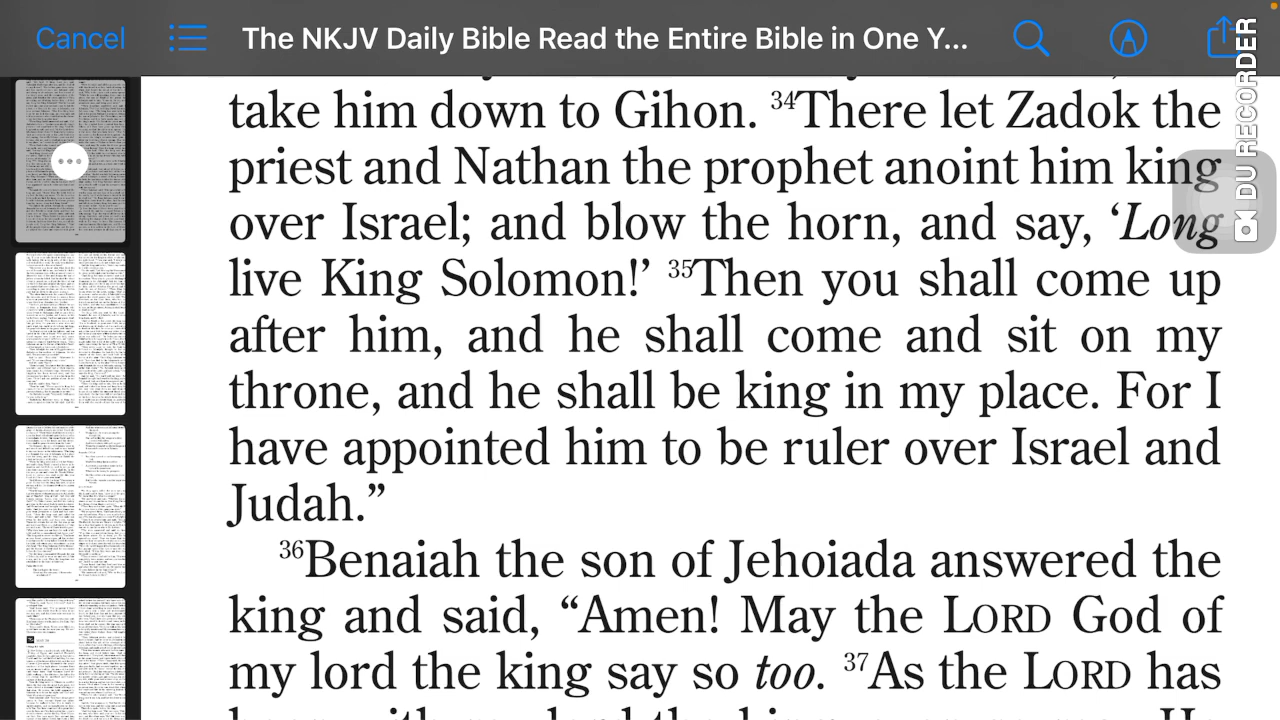 Cancel
The NKJV Daily Bible Read the Entire Bible in One Y...
DU RECORDER
take him down to Gihon. 34There let Zadok the
priest and Nathan the prophet anoint him king
over Israel; and blow the horn, and say, ‘Long
live King Solomon!’ 35Then you shall come up
after him, and he shall come and sit on my
throne, and he shall be king in my place. For I
have appointed him to be ruler over Israel and
Judah.”
36Benaiah the son of Jehoiada answered the
king and said, “Amen! May the LORD God of
my lord the king say so too. 37As the LORD has